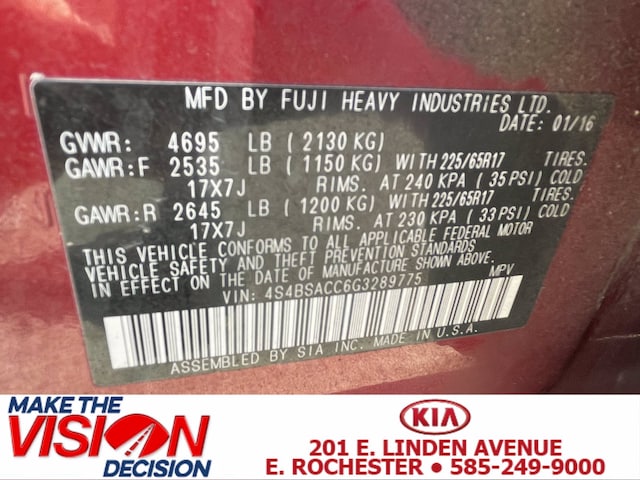 MFD BY FUJI HEAVY INDUSTRIES LTD.
DATE: 01/16
GVWR: 4695 LB (2130 KG)
GAWR:F 2535 LB (1150 KG) WITH 225/65R17 TIRES.
17X7J RIMS. AT 240 KPA (35 PSI) COLD
GAWR:R 2645 LB (1200 KG) WITH 225/65R17 TIRES.
17X7J RIMS. AT 230 KPA (33 PSI) COLD
THIS VEHICLE CONFORMS TO ALL APPLICABLE FEDERAL MOTOR
VEHICLE SAFETY AND THEFT PREVENTION STANDARDS
IN EFFECT ON THE DATE OF MANUFACTURE SHOWN ABOVE.
VIN: 4S4BSACC6G3289775 MPV
ASSEMBLED BY SIA INC. MADE IN U.S.A.
MAKE THE
VISION
DECISION
KIA
201 E. LINDEN AVENUE
E. ROCHESTER • 585-249-9000